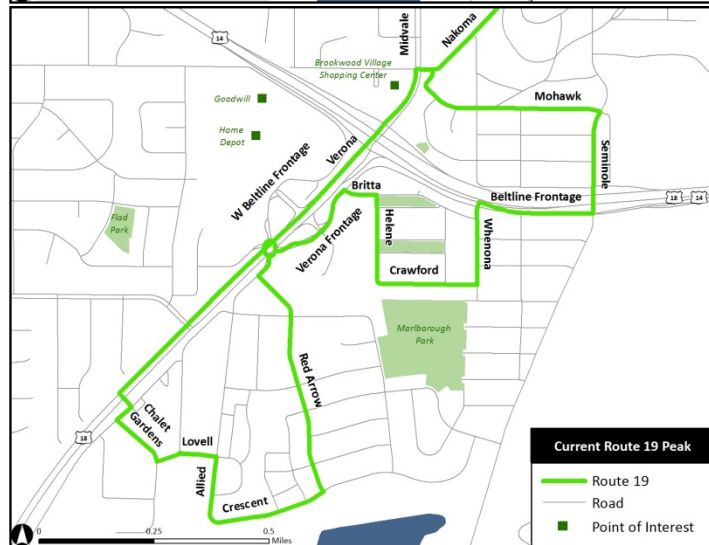 14
Midvale
Nakoma
Brookwood Village
Shopping Center
Goodwill
Mohawk
Home
Depot
Verona
W Beltline Frontage
Seminole
Britta
Beltline Frontage
18 14
Flad
Park
Verona Frontage
Helene
Whenona
Crawford
Marlborough
Park
Red Arrow
Chalet
Gardens
18
Lovell
Allied
Crescent
Current Route 19 Peak
Route 19
Road
Point of Interest
0 0.25 0.5
Miles